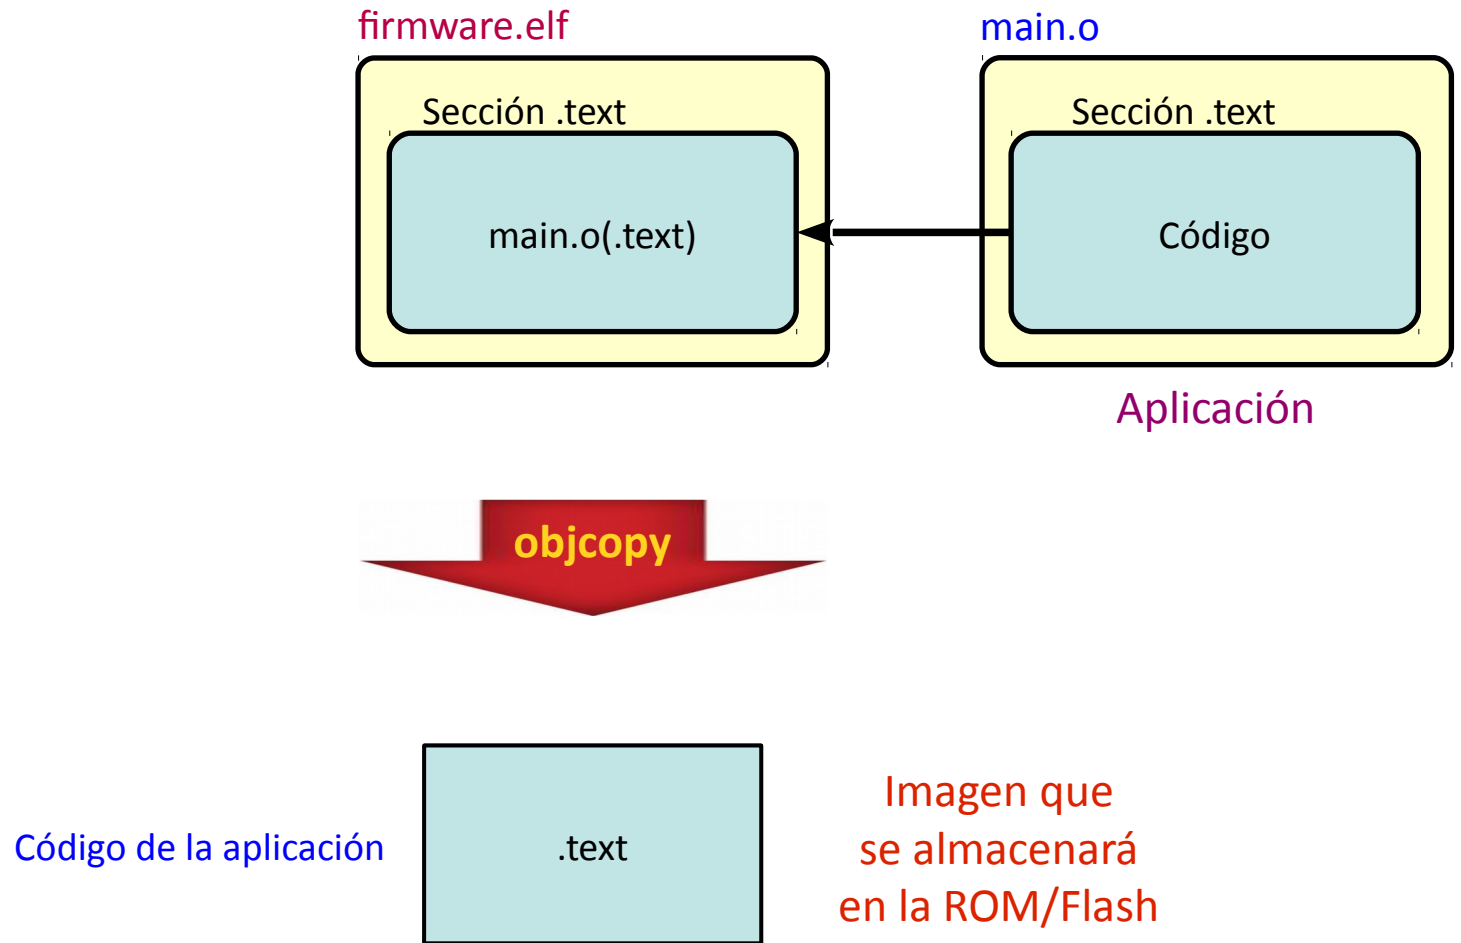 firmware.elf
main.o
Sección .text
Sección .text
main.o(.text)
Código
Aplicación
objcopy
Código de la aplicación
.text
Imagen que
se almacenará
en la ROM/Flash